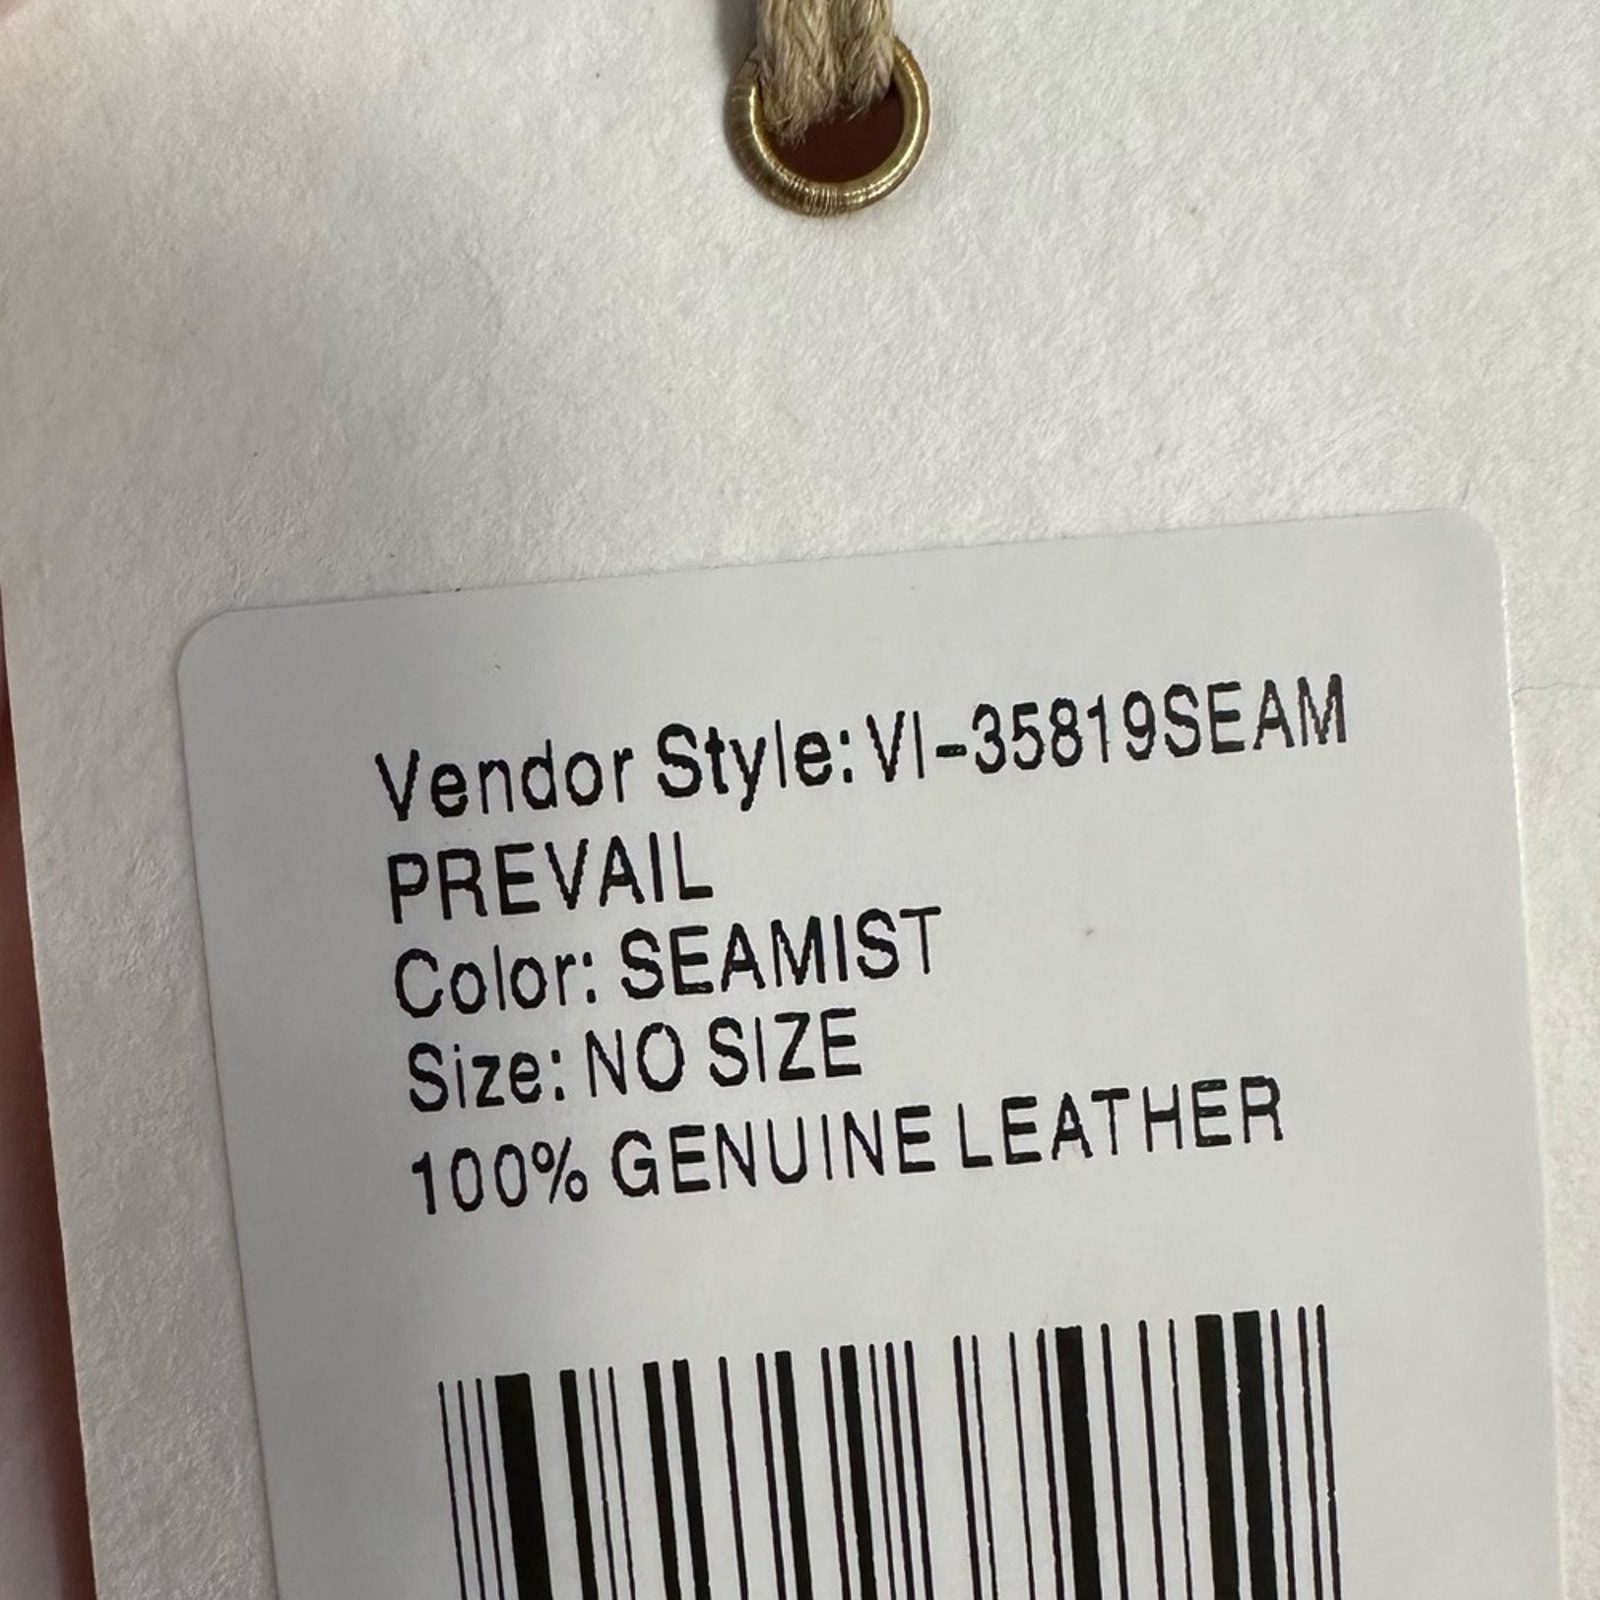 Vendor Style: VI-35819SEAM
PREVAIL
Color: SEAMIST
Size: NO SIZE
100% GENUINE LEATHER